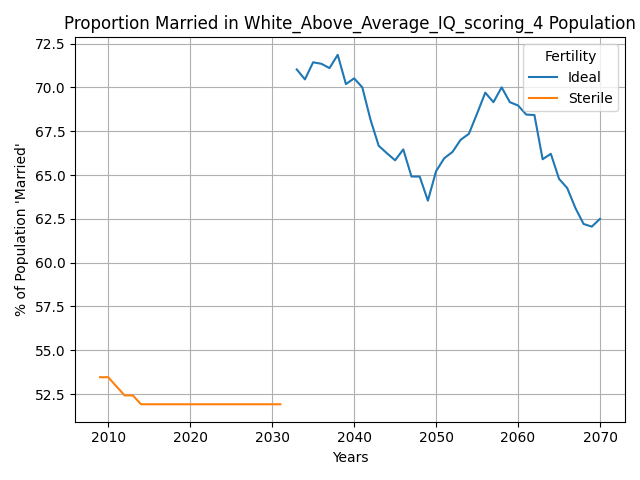 Proportion Married in White_Above_Average_IQ_scoring_4 Population
% of Population 'Married'
72.5
70.0
67.5
65.0
62.5
60.0
57.5
55.0
52.5
Fertility
Ideal
Sterile
2010 2020 2030 2040 2050 2060 2070
Years